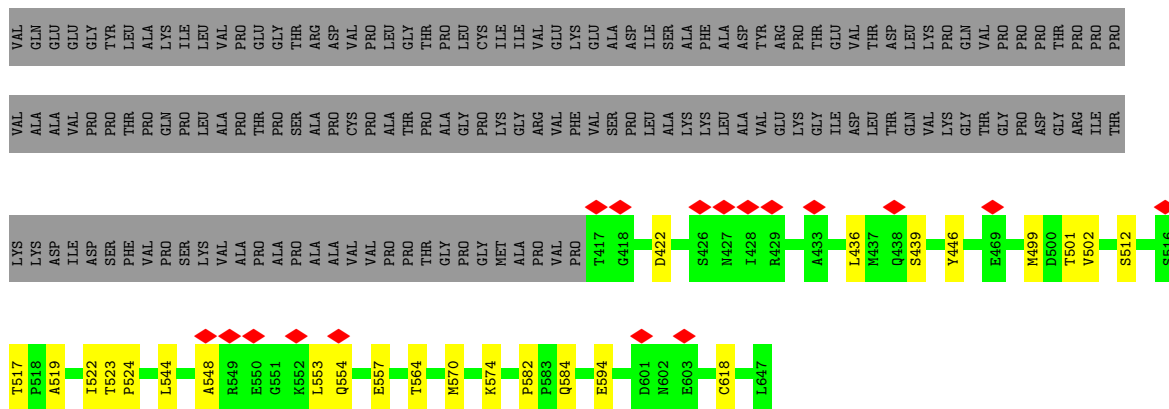 VAL GLN GLU GLU GLY TYR LEU ALA LYS ILE LEU VAL PRO GLU GLY THR ARG ASP VAL PRO LEU GLY THR PRO LEU CYS ILE ILE VAL GLU LYS GLU ALA ASP ILE SER ALA PHE ALA ASP TYR ARG PRO THR GLU VAL THR ASP LEU LYS PRO GLN VAL PRO PRO PRO THR PRO PRO PRO
VAL ALA ALA VAL PRO PRO THR PRO GLN PRO LEU ALA PRO THR PRO SER ALA PRO CYS PRO ALA THR PRO ALA GLY PRO LYS GLY ARG VAL PHE VAL SER PRO LEU ALA LYS LYS LEU ALA VAL GLU LYS GLY ILE ASP LEU THR GLN VAL LYS GLY THR GLY PRO ASP GLY ARG ILE THR
LYS LYS ASP ILE ASP SER PHE VAL PRO SER LYS VAL ALA PRO ALA PRO ALA ALA VAL VAL PRO PRO THR GLY PRO GLY MET ALA PRO VAL PRO T417 G418 D422 S426 N427 I428 R429 A433 L436 M437 Q438 S439 Y446 E469 M499 D500 T501 V502 S512 S516
T517 P518 A519 I522 T523 P524 L544 A548 R549 E550 G551 K552 L553 Q554 E557 T564 M570 K574 P582 P583 Q584 E594 D601 N602 E603 C618 L647